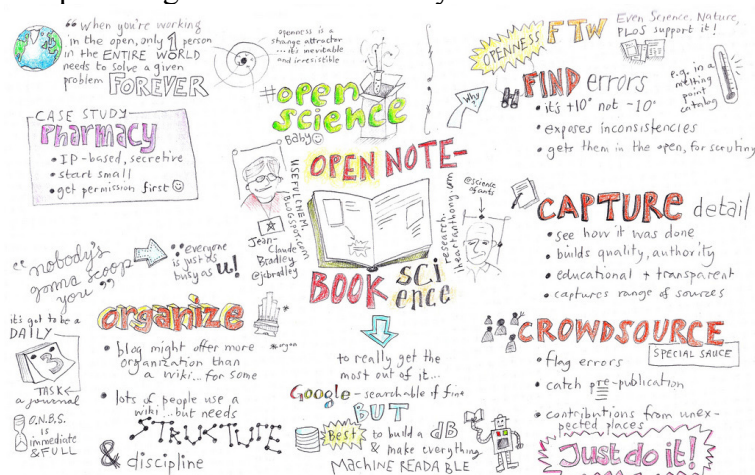 “when you're working
in the open, only 1 person
in the ENTIRE WORLD
needs to solve a given
problem FOREVER
openness is a
change attractor
...it's inevitable
and irresistible
#open
science
Baby
OPENNESS FTW
Even Science, Nature,
PLOS support it!
Why?
FIND errors
• it's +10° not -10°
• exposes inconsistencies
• gets them in the open, for scrutiny
e.g. in a
melting
point
catalog
CASE STUDY
Pharmacy
• IP-based, secretive
• start small
• get permission first
OPEN NOTE-
BOOK science
USEFULCHEM
BLOGSPOT.COM
Jean-
Claude
Bradley
@jcbradley
@science
of ants
research.
CAPTURE detail
• see how it was done
• builds quality, authority
• educational + transparent
• captures range of sources
“nobody's
gonna scoop
you”
everyone
is just as
busy as u!
organize
• blog might offer more
organization than
a wiki... for some
• lots of people use a
wiki... but needs
STRUKTUTE
& discipline
it's got to be a
DAILY
3
TASK
a journal
O.N.B.S.
is
immediate
& FULL
to really get the
most out of it...
Google - searchable is fine
BUT
Best to build a dB
& make everything
MACHINE READABLE
CROWDSOURCE
SPECIAL SAUCE
• flag errors
• catch pre-publication
• contributions from unex-
pected places
Just do it!